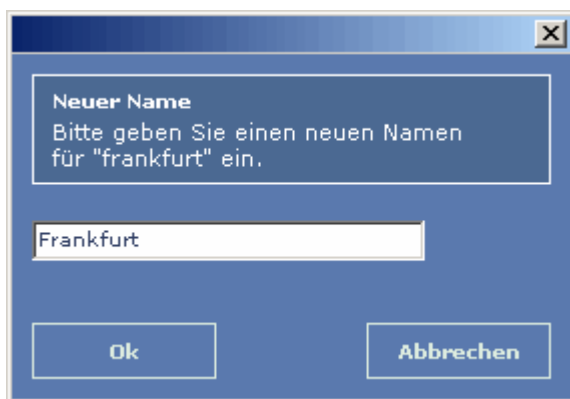 Neuer Name
Bitte geben Sie einen neuen Namen
für "frankfurt" ein.
Frankfurt
Ok
Abbrechen